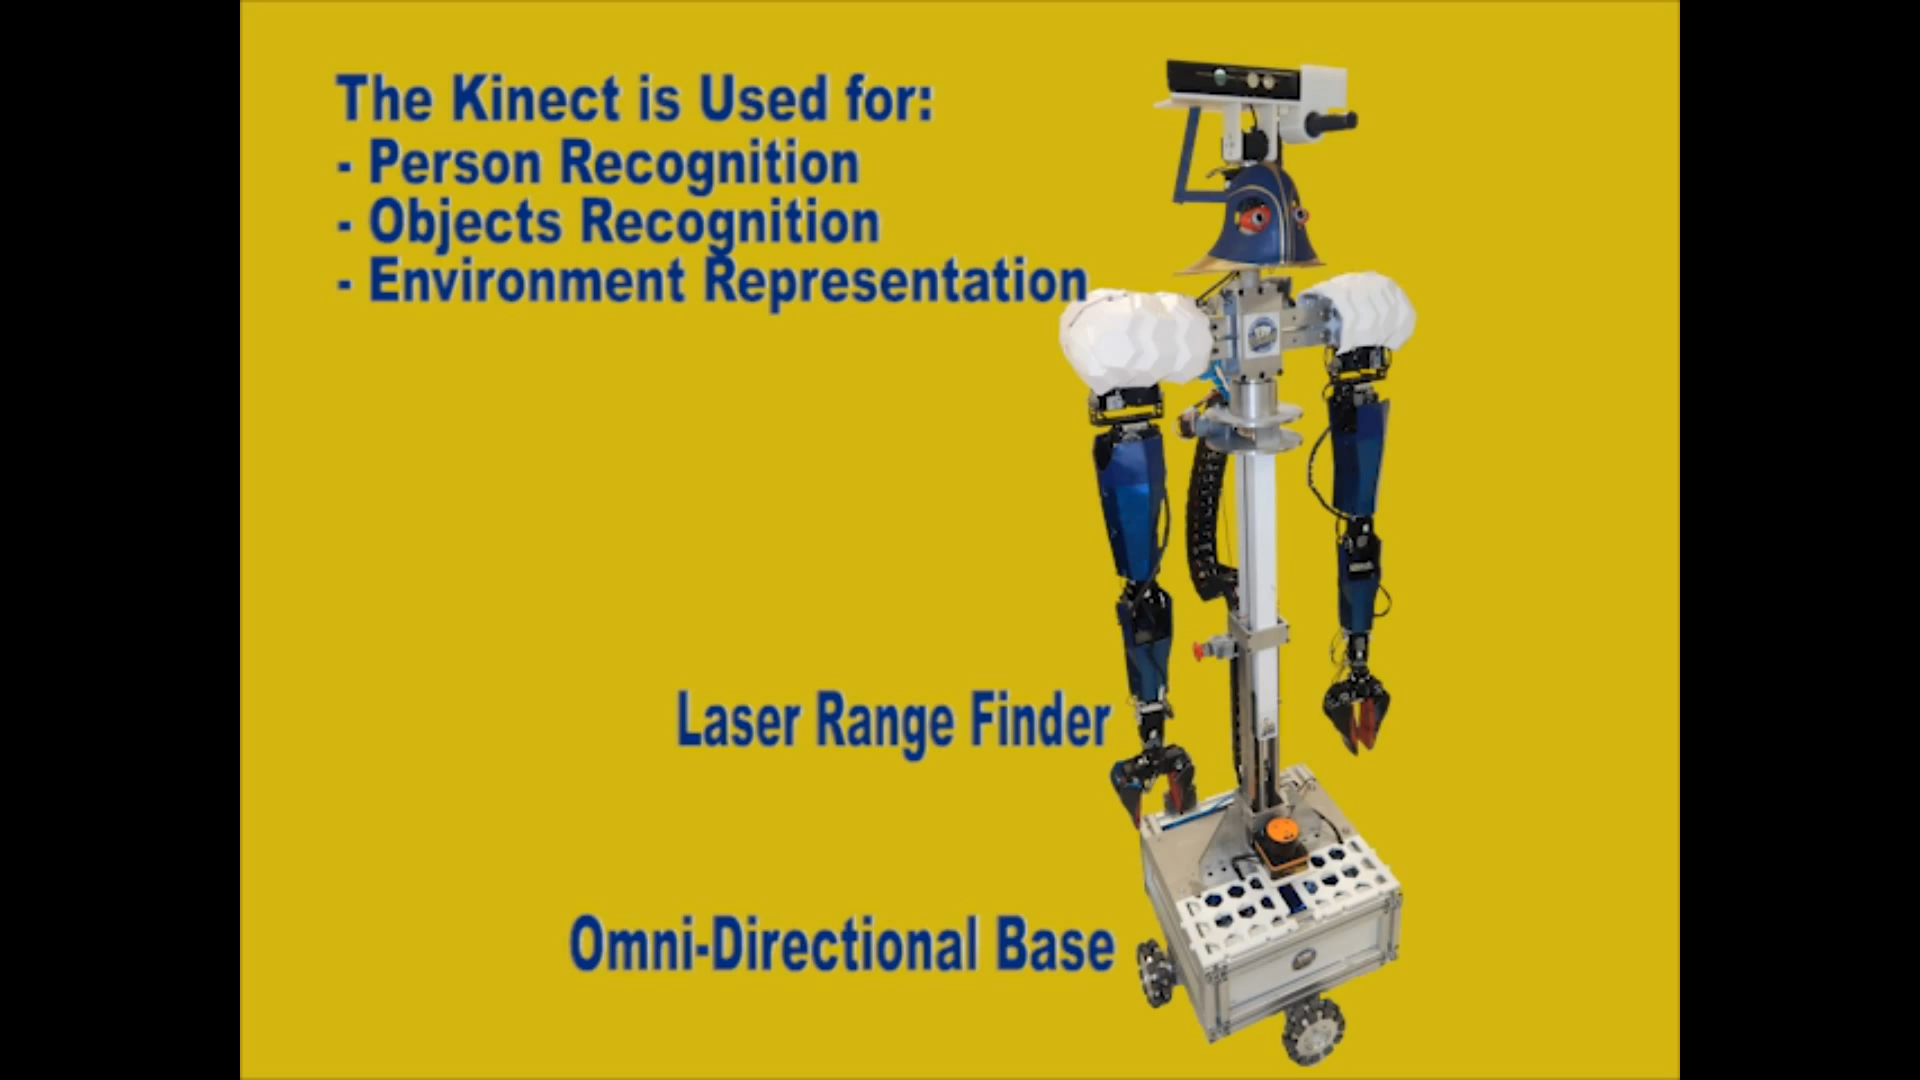 The Kinect is Used for:
- Person Recognition
- Objects Recognition
- Environment Representation
Laser Range Finder
Omni-Directional Base